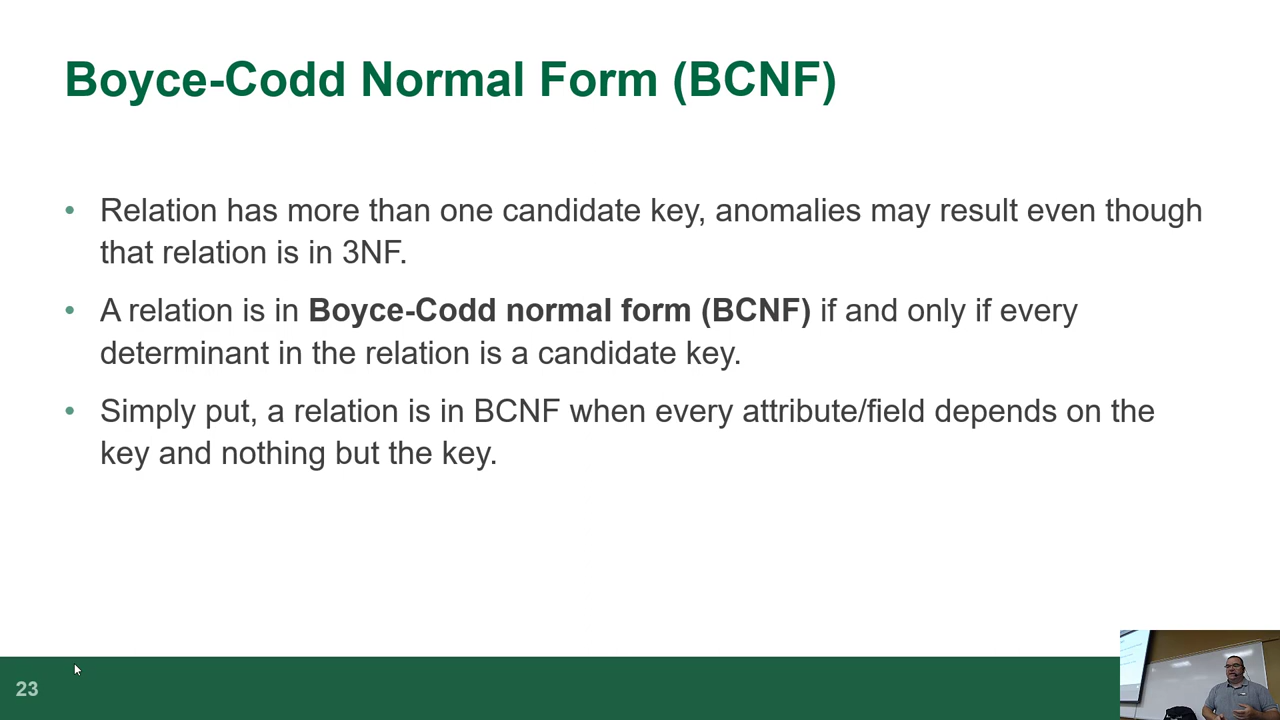 Boyce-Codd Normal Form (BCNF)
• Relation has more than one candidate key, anomalies may result even though
that relation is in 3NF.
• A relation is in Boyce-Codd normal form (BCNF) if and only if every
determinant in the relation is a candidate key.
• Simply put, a relation is in BCNF when every attribute/field depends on the
key and nothing but the key.
23